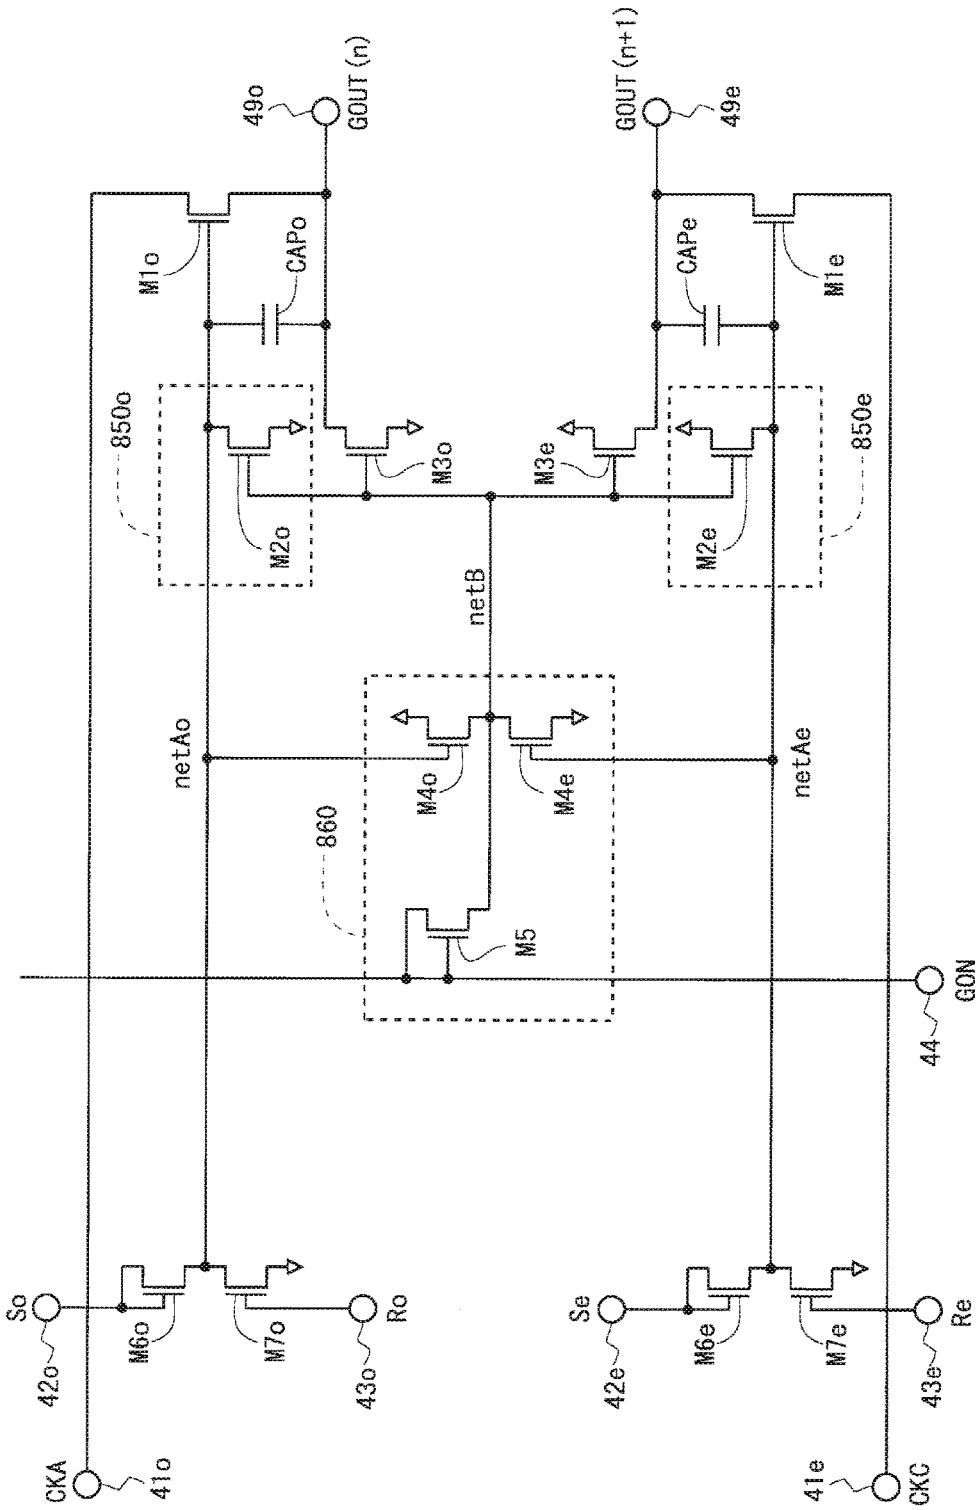 CKA
41o
42o
So
M6o
M7o
Ro
43o
netAo
850o
M2o
M1o
CAPo
M3o
49o
GOUT(n)
860
M5
M4o
M4e
netB
GON
44
GOUT(n+1)
49e
M3e
CAPe
M2e
M1e
850e
netAe
Se
42e
M6e
M7e
Re
43e
41e
CKC